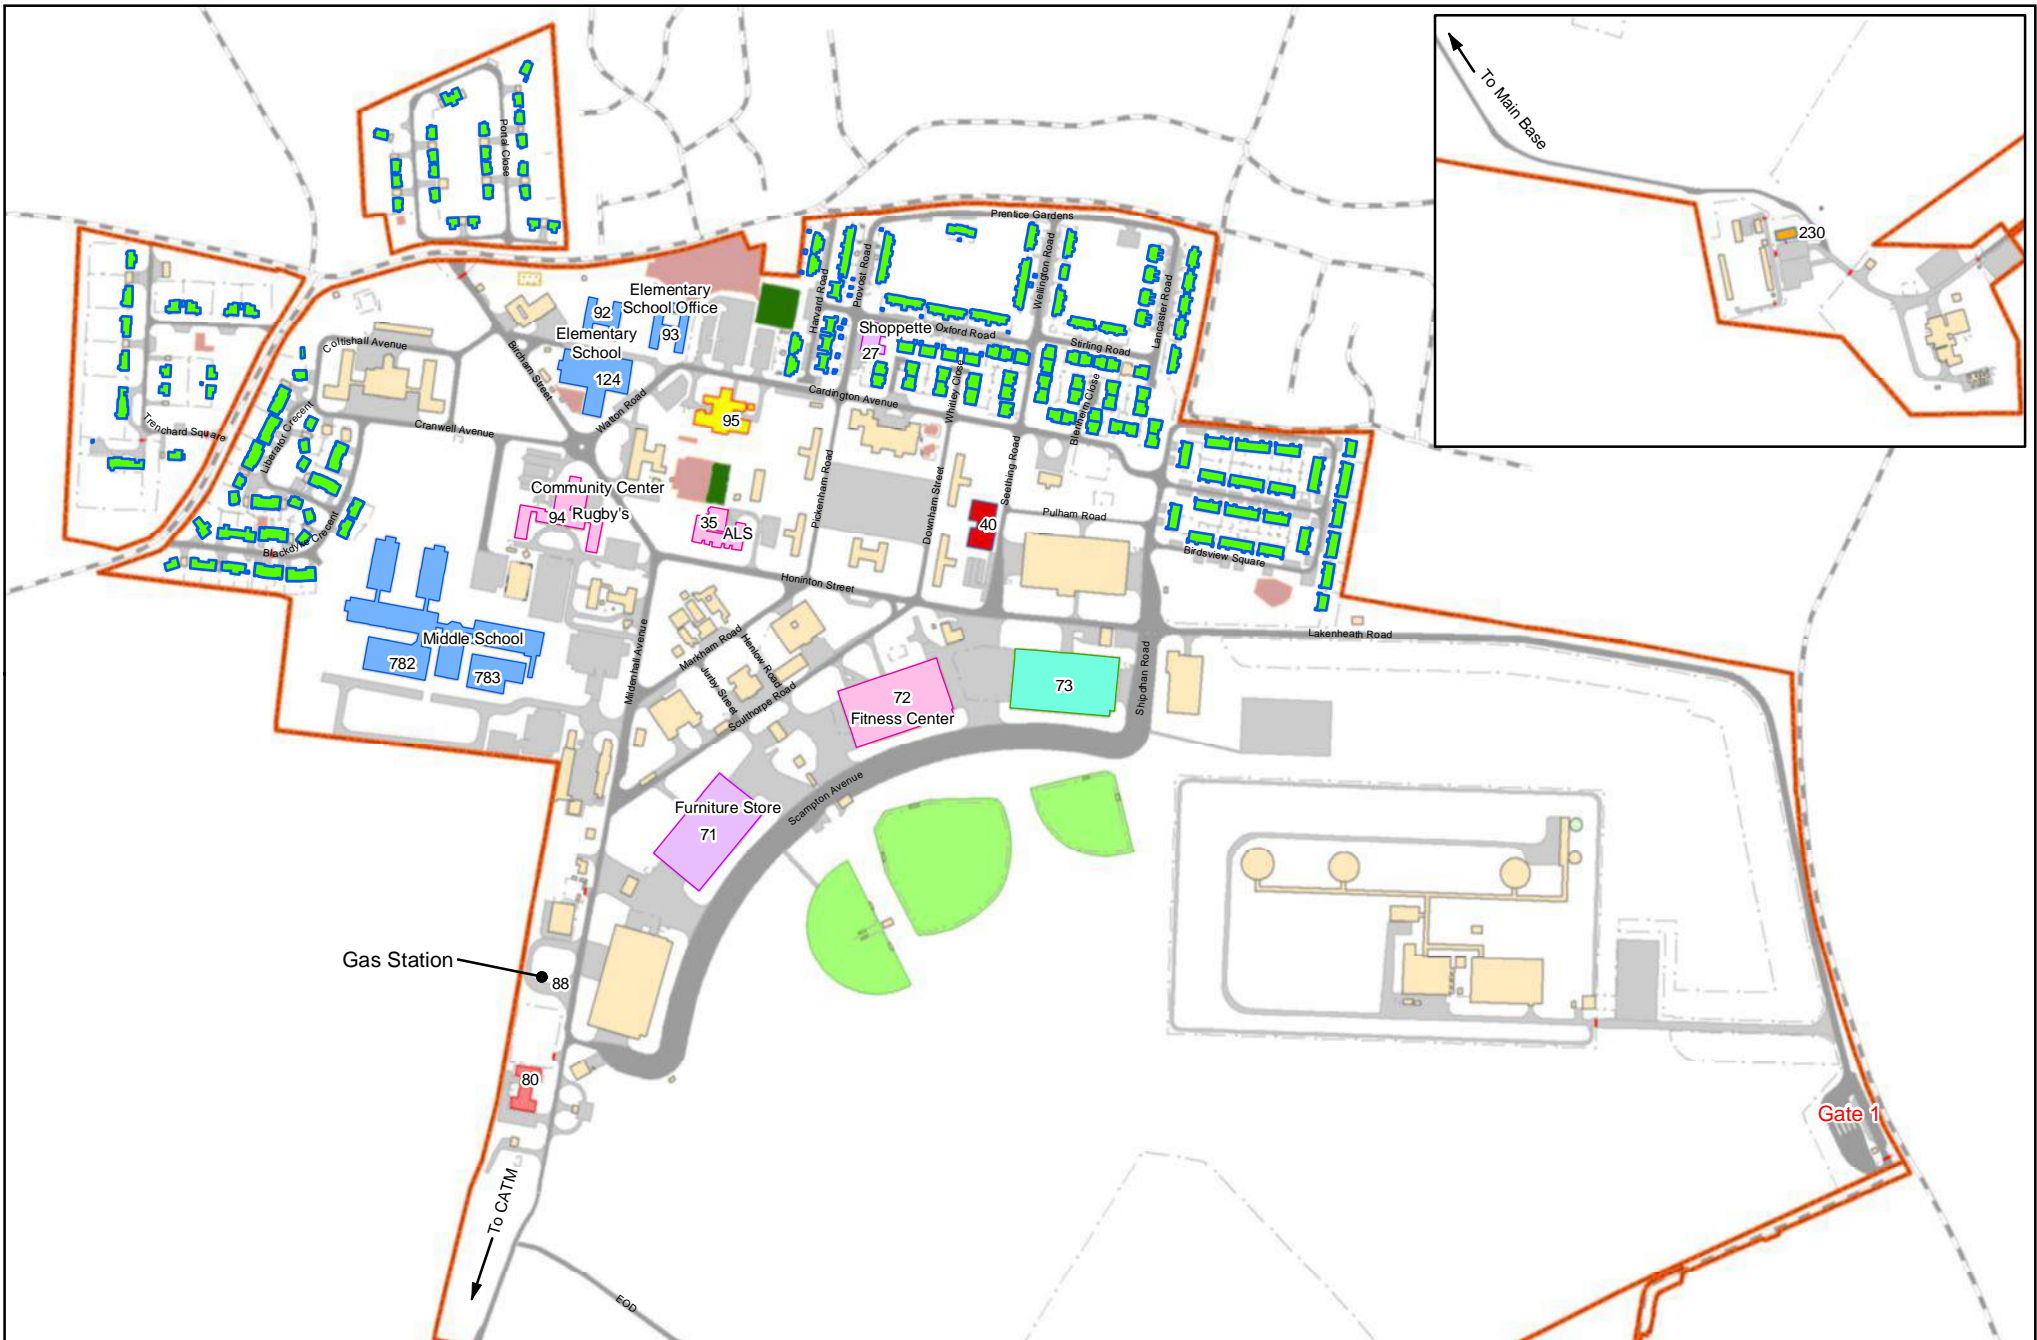 To Main Base
230
Portal Close
Prentice Gardens
Harvard Road
Provost Road
Wellington Road
Lancaster Road
Elementary
School Office
92
93
Elementary
School
124
Shoppette
27
Oxford Road
Stirling Road
Coltishall Avenue
Bircham Street
Walton Road
Cardington Avenue
Whitley Close
Blenheim Close
95
Trenchard Square
Liberator Crecent
Cranwell Avenue
Community Center
94
Rugby's
35
ALS
Pickenham Road
Downham Street
Seething Road
40
Pulham Road
Birdsview Square
Blackdyke Crecent
Honinton Street
Middle School
782
783
Mildenhall Avenue
Markham Road
Henlow Road
Jurby Street
Sculthorpe Road
Lakenheath Road
Shipdhan Road
72
Fitness Center
73
Furniture Store
71
Scampton Avenue
Gas Station
88
80
Gate 1
To CATM
EOD